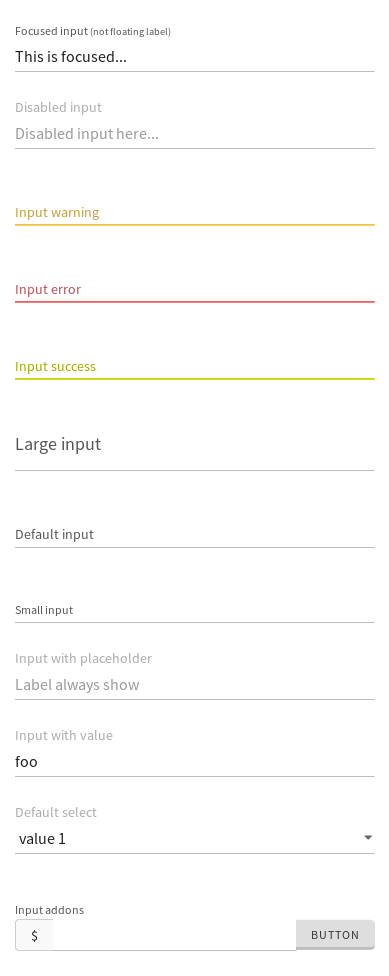 Focused input (not floating label)
This is focused...
Disabled input
Disabled input here...
Input warning
Input error
Input success
Large input
Default input
Small input
Input with placeholder
Label always show
Input with value
foo
Default select
value 1
Input addons
$ BUTTON